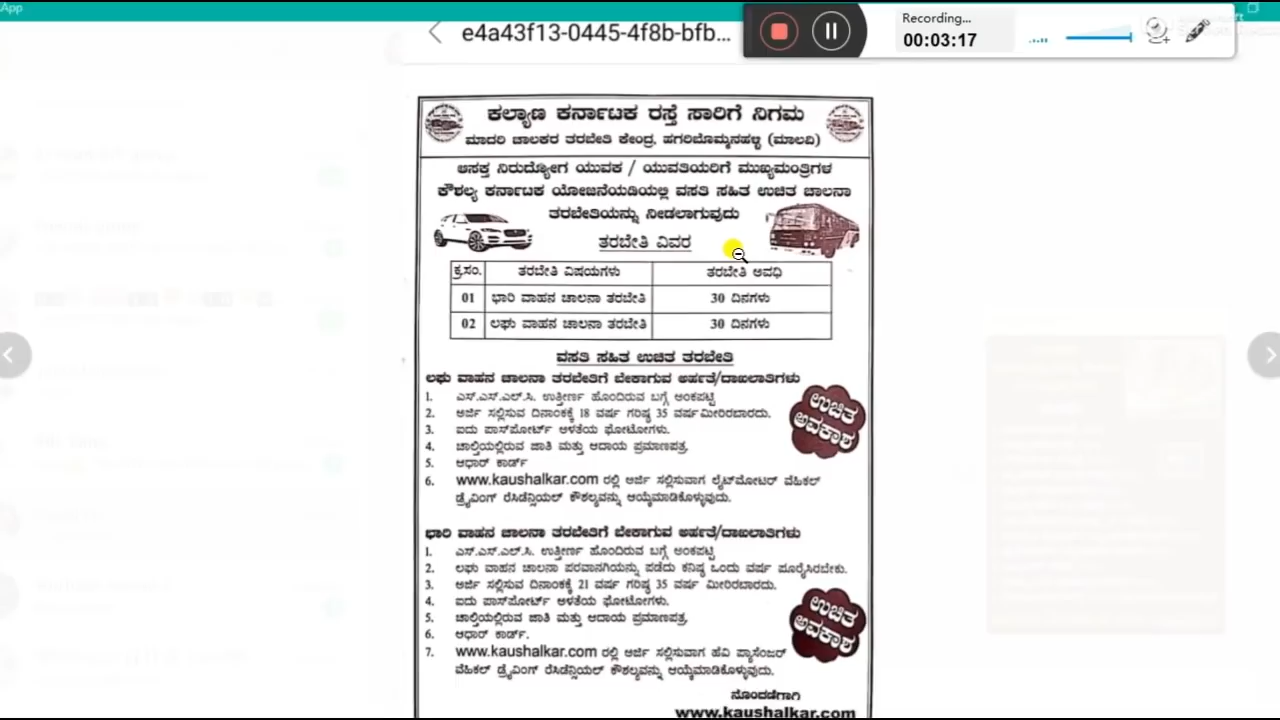 App
e4a43f13-0445-4f8b-bfb...
Recording...
00:03:17
ಕಲ್ಯಾಣ ಕರ್ನಾಟಕ ರಸ್ತೆ ಸಾರಿಗೆ ನಿಗಮ
ಮಾದರಿ ಚಾಲಕರ ತರಬೇತಿ ಕೇಂದ್ರ, ಹಗರಿಬೊಮ್ಮನಹಳ್ಳಿ (ಮಾಲವಿ)
ಆಸಕ್ತ ನಿರುದ್ಯೋಗ ಯುವಕ / ಯುವತಿಯರಿಗೆ ಮುಖ್ಯಮಂತ್ರಿಗಳ
ಕೌಶಲ್ಯ ಕರ್ನಾಟಕ ಯೋಜನೆಯಡಿಯಲ್ಲಿ ವಸತಿ ಸಹಿತ ಉಚಿತ ಚಾಲನಾ
ತರಬೇತಿಯನ್ನು ನೀಡಲಾಗುವುದು
ತರಬೇತಿ ವಿವರ
ಕ್ರ.ಸಂ. ತರಬೇತಿ ವಿಷಯಗಳು ತರಬೇತಿ ಅವಧಿ
01 ಭಾರಿ ವಾಹನ ಚಾಲನಾ ತರಬೇತಿ 30 ದಿನಗಳು
02 ಲಘು ವಾಹನ ಚಾಲನಾ ತರಬೇತಿ 30 ದಿನಗಳು
ವಸತಿ ಸಹಿತ ಉಚಿತ ತರಬೇತಿ
ಲಘು ವಾಹನ ಚಾಲನಾ ತರಬೇತಿಗೆ ಬೇಕಾಗುವ ಅರ್ಹತೆ/ದಾಖಲಾತಿಗಳು
1. ಎಸ್.ಎಸ್.ಎಲ್.ಸಿ. ಉತ್ತೀರ್ಣ ಹೊಂದಿರುವ ಬಗ್ಗೆ ಅಂಕಪಟ್ಟಿ
2. ಅರ್ಜಿ ಸಲ್ಲಿಸುವ ದಿನಾಂಕಕ್ಕೆ 18 ವರ್ಷ ಗರಿಷ್ಠ 35 ವರ್ಷ ಮೀರಿರಬಾರದು.
3. ಐದು ಪಾಸ್‌ಪೋರ್ಟ್ ಅಳತೆಯ ಫೋಟೋಗಳು.
4. ಚಾಲ್ತಿಯಲ್ಲಿರುವ ಜಾತಿ ಮತ್ತು ಆದಾಯ ಪ್ರಮಾಣಪತ್ರ
5. ಆಧಾರ್ ಕಾರ್ಡ್
6. www.kaushalkar.com ರಲ್ಲಿ ಅರ್ಜಿ ಸಲ್ಲಿಸುವಾಗ ಲೈಟ್‌ಮೋಟರ್ ವೆಹಿಕಲ್
ಡ್ರೈವಿಂಗ್ ರೆಸಿಡೆನ್ಸಿಯಲ್ ಕೌಶಲ್ಯವನ್ನು ಆಯ್ಕೆಮಾಡಿಕೊಳ್ಳುವುದು.
ಉಚಿತ
ಅವಕಾಶ
ಭಾರಿ ವಾಹನ ಚಾಲನಾ ತರಬೇತಿಗೆ ಬೇಕಾಗುವ ಅರ್ಹತೆ/ದಾಖಲಾತಿಗಳು
1. ಎಸ್.ಎಸ್.ಎಲ್.ಸಿ. ಉತ್ತೀರ್ಣ ಹೊಂದಿರುವ ಬಗ್ಗೆ ಅಂಕಪಟ್ಟಿ
2. ಲಘು ವಾಹನ ಚಾಲನಾ ಪರವಾನಗಿಯನ್ನು ಪಡೆದು ಕನಿಷ್ಠ ಒಂದು ವರ್ಷ ಪೂರೈಸಿರಬೇಕು.
3. ಅರ್ಜಿ ಸಲ್ಲಿಸುವ ದಿನಾಂಕಕ್ಕೆ 21 ವರ್ಷ ಗರಿಷ್ಠ 35 ವರ್ಷ ಮೀರಿರಬಾರದು.
4. ಐದು ಪಾಸ್‌ಪೋರ್ಟ್ ಅಳತೆಯ ಫೋಟೋಗಳು.
5. ಚಾಲ್ತಿಯಲ್ಲಿರುವ ಜಾತಿ ಮತ್ತು ಆದಾಯ ಪ್ರಮಾಣಪತ್ರ
6. ಆಧಾರ್ ಕಾರ್ಡ್.
7. www.kaushalkar.com ರಲ್ಲಿ ಅರ್ಜಿ ಸಲ್ಲಿಸುವಾಗ ಹೆವಿ ಪ್ಯಾಸೆಂಜರ್
ವೆಹಿಕಲ್ ಡ್ರೈವಿಂಗ್ ರೆಸಿಡೆನ್ಸಿಯಲ್ ಕೌಶಲ್ಯವನ್ನು ಆಯ್ಕೆಮಾಡಿಕೊಳ್ಳುವುದು.
ಉಚಿತ
ಅವಕಾಶ
ನೊಂದಣಿಗಾಗಿ
www.kaushalkar.com